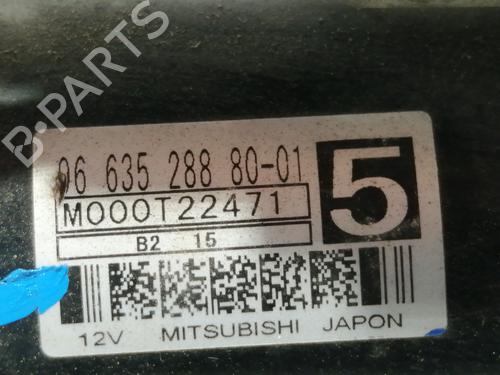 B-PARTS
96 635 288 80-01
5
M000T22471
B2 15
12V MITSUBISHI JAPON